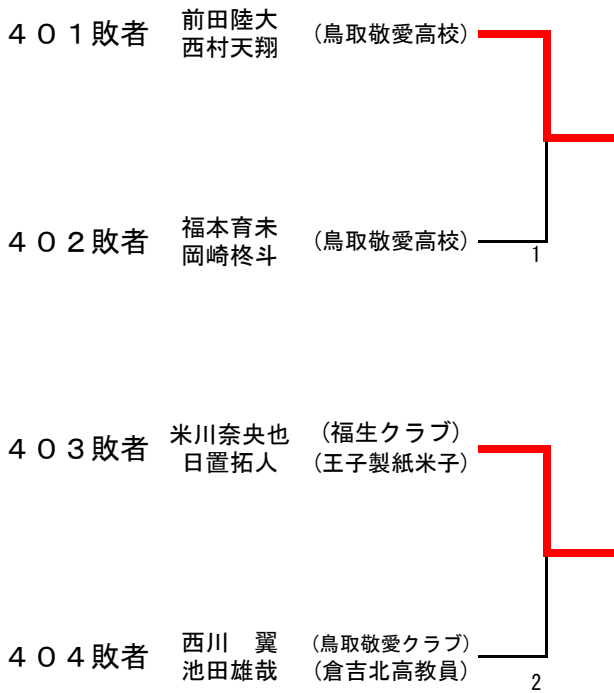 ４０１敗者 前田陸大 西村天翔 (鳥取敬愛高校)
４０２敗者 福本育未 岡崎柊斗 (鳥取敬愛高校)
1
４０３敗者 米川奈央也 (福生クラブ)
日置拓人 (王子製紙米子)
４０４敗者 西川　翼 (鳥取敬愛クラブ)
池田雄哉 (倉吉北高教員)
2